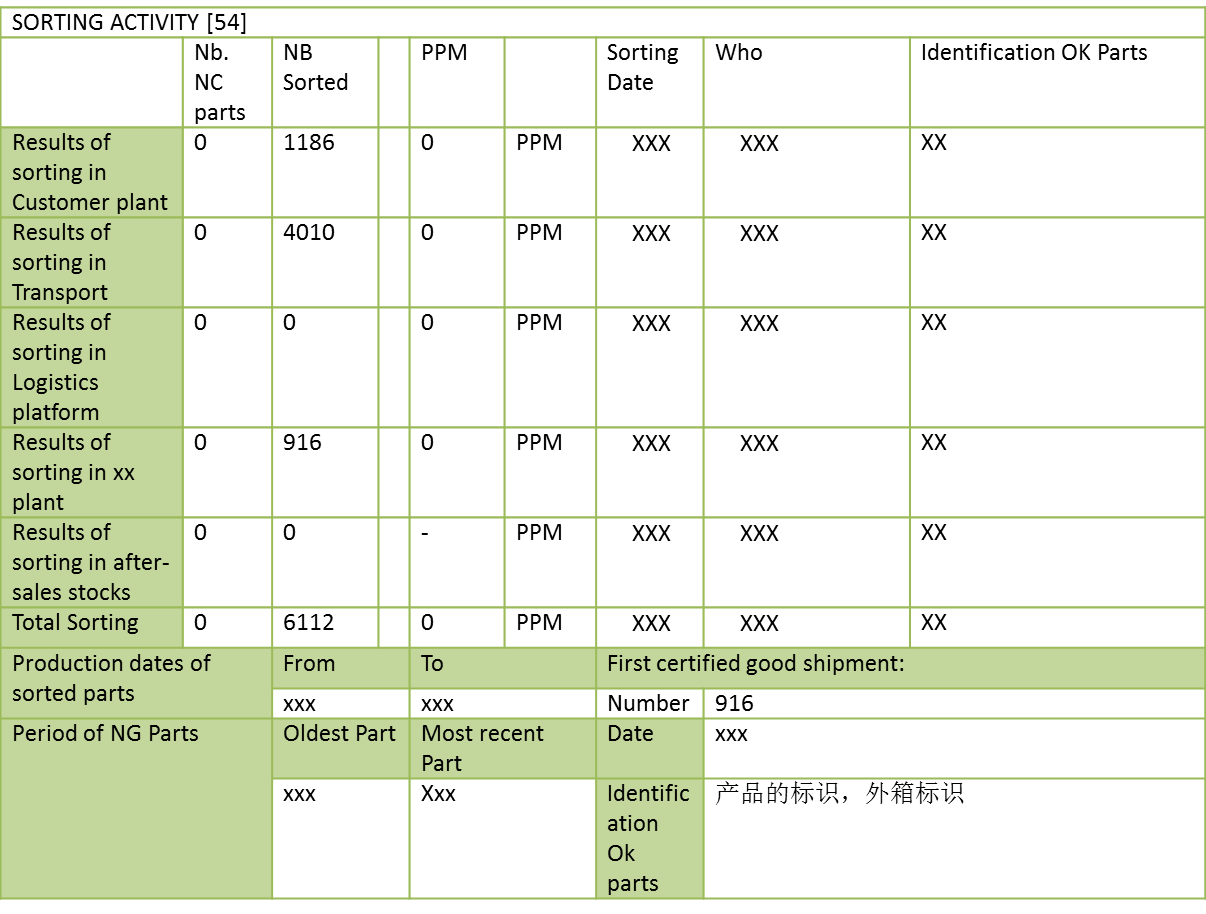 SORTING ACTIVITY [54]
Nb. NB PPM Sorting Who Identification OK Parts
NC Sorted Date
parts
Results of 0 1186 0 PPM XXX XXX XX
sorting in
Customer plant
Results of 0 4010 0 PPM XXX XXX XX
sorting in
Transport
Results of 0 0 0 PPM XXX XXX XX
sorting in
Logistics
platform
Results of 0 916 0 PPM XXX XXX XX
sorting in xx
plant
Results of 0 0 - PPM XXX XXX XX
sorting in after-
sales stocks
Total Sorting 0 6112 0 PPM XXX XXX XX
Production dates of From To First certified good shipment:
sorted parts
xxx xxx Number 916
Period of NG Parts Oldest Part Most recent Date xxx
Part
xxx Xxx Identific 产品的标识，外箱标识
ation
Ok
parts